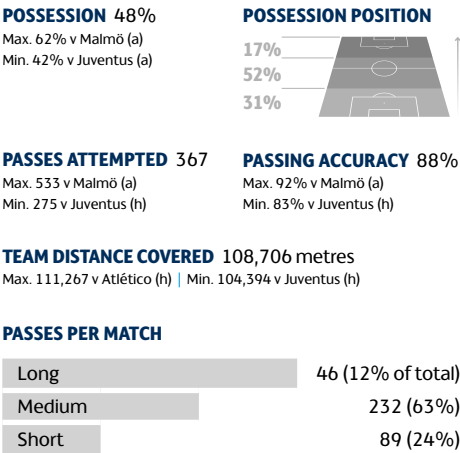 POSSESSION 48%
Max. 62% v Malmö (a)
Min. 42% v Juventus (a)
POSSESSION POSITION
17%
52%
31%
PASSES ATTEMPTED 367
Max. 533 v Malmö (a)
Min. 275 v Juventus (h)
PASSING ACCURACY 88%
Max. 92% v Malmö (a)
Min. 83% v Juventus (h)
TEAM DISTANCE COVERED 108,706 metres
Max. 111,267 v Atlético (h) | Min. 104,394 v Juventus (h)
PASSES PER MATCH
Long 46 (12% of total)
Medium 232 (63%)
Short 89 (24%)